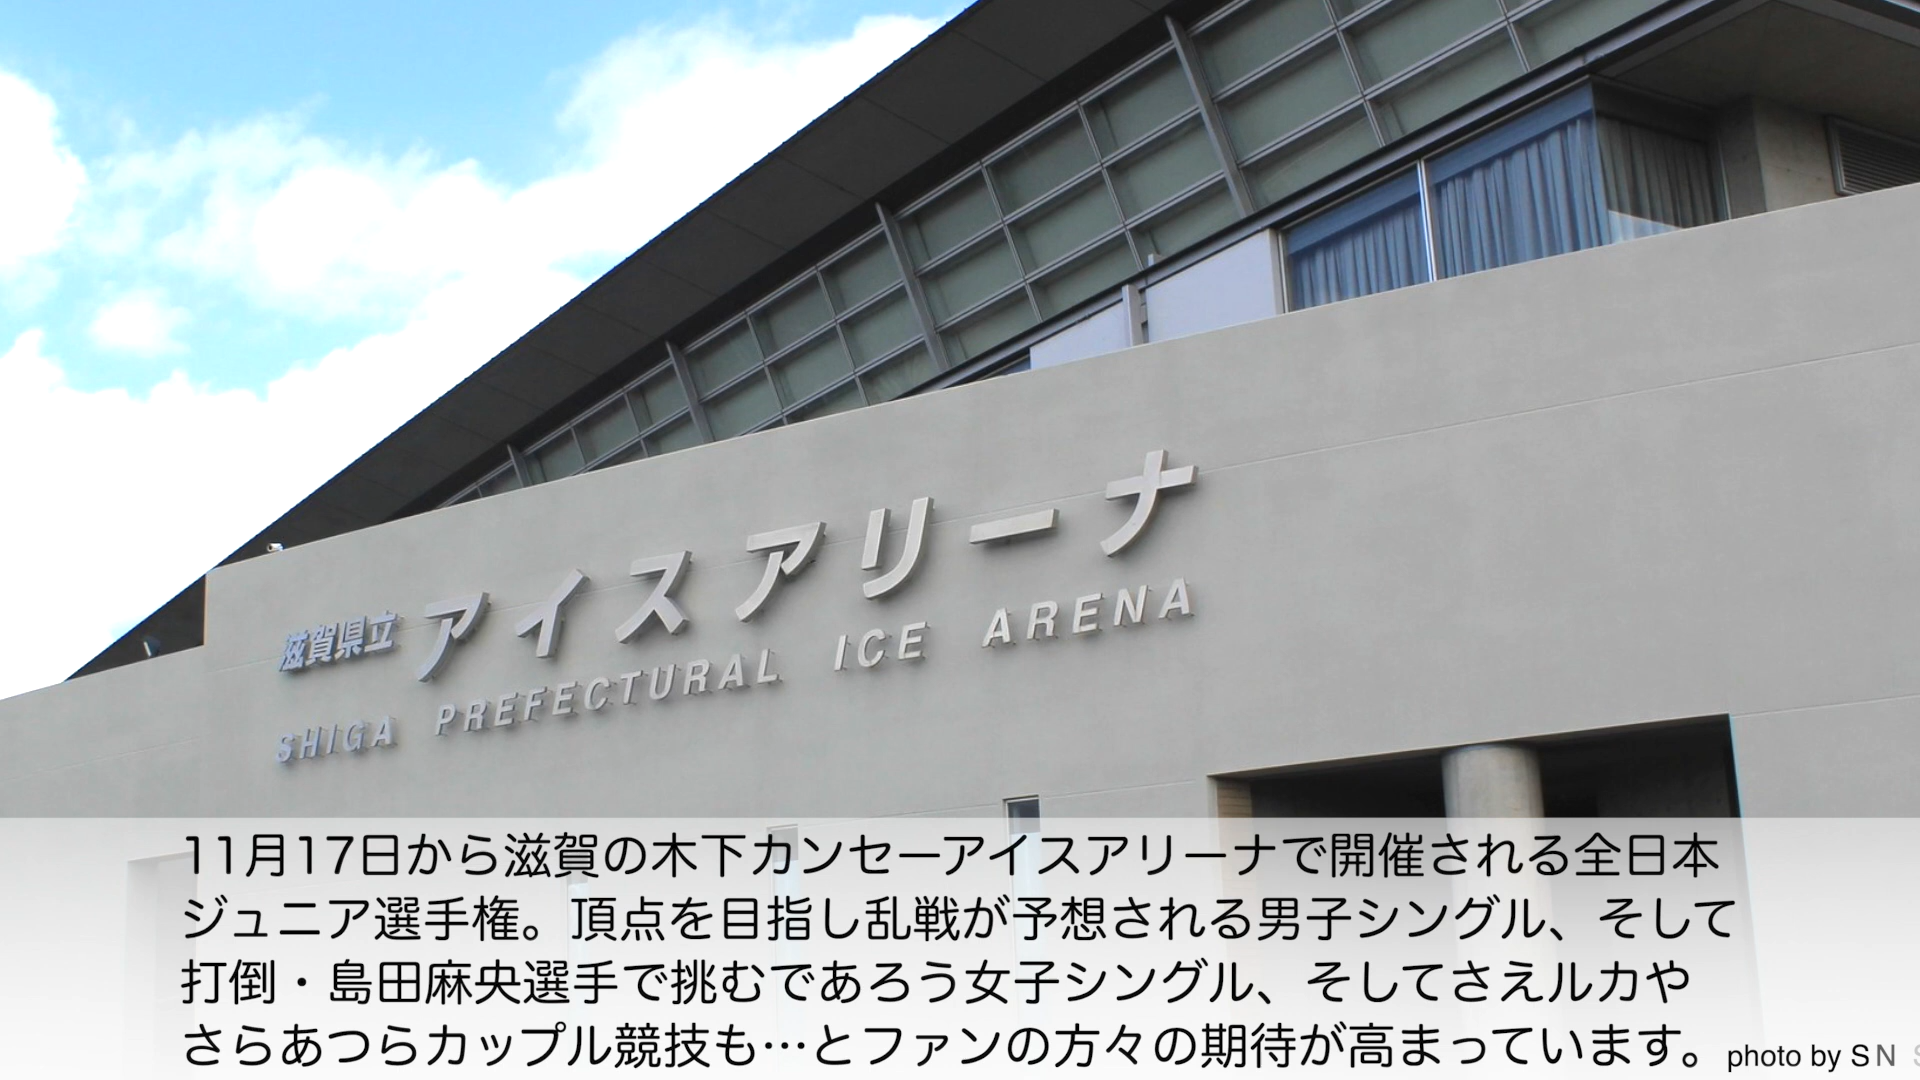 滋賀県立 アイスアリーナ
SHIGA PREFECTURAL ICE ARENA
11月17日から滋賀の木下カンセーアイスアリーナで開催される全日本
ジュニア選手権。頂点を目指し乱戦が予想される男子シングル、そして
打倒・島田麻央選手で挑むであろう女子シングル、そしてさえルカや
さらあつらカップル競技も…とファンの方々の期待が高まっています。
photo by S N S